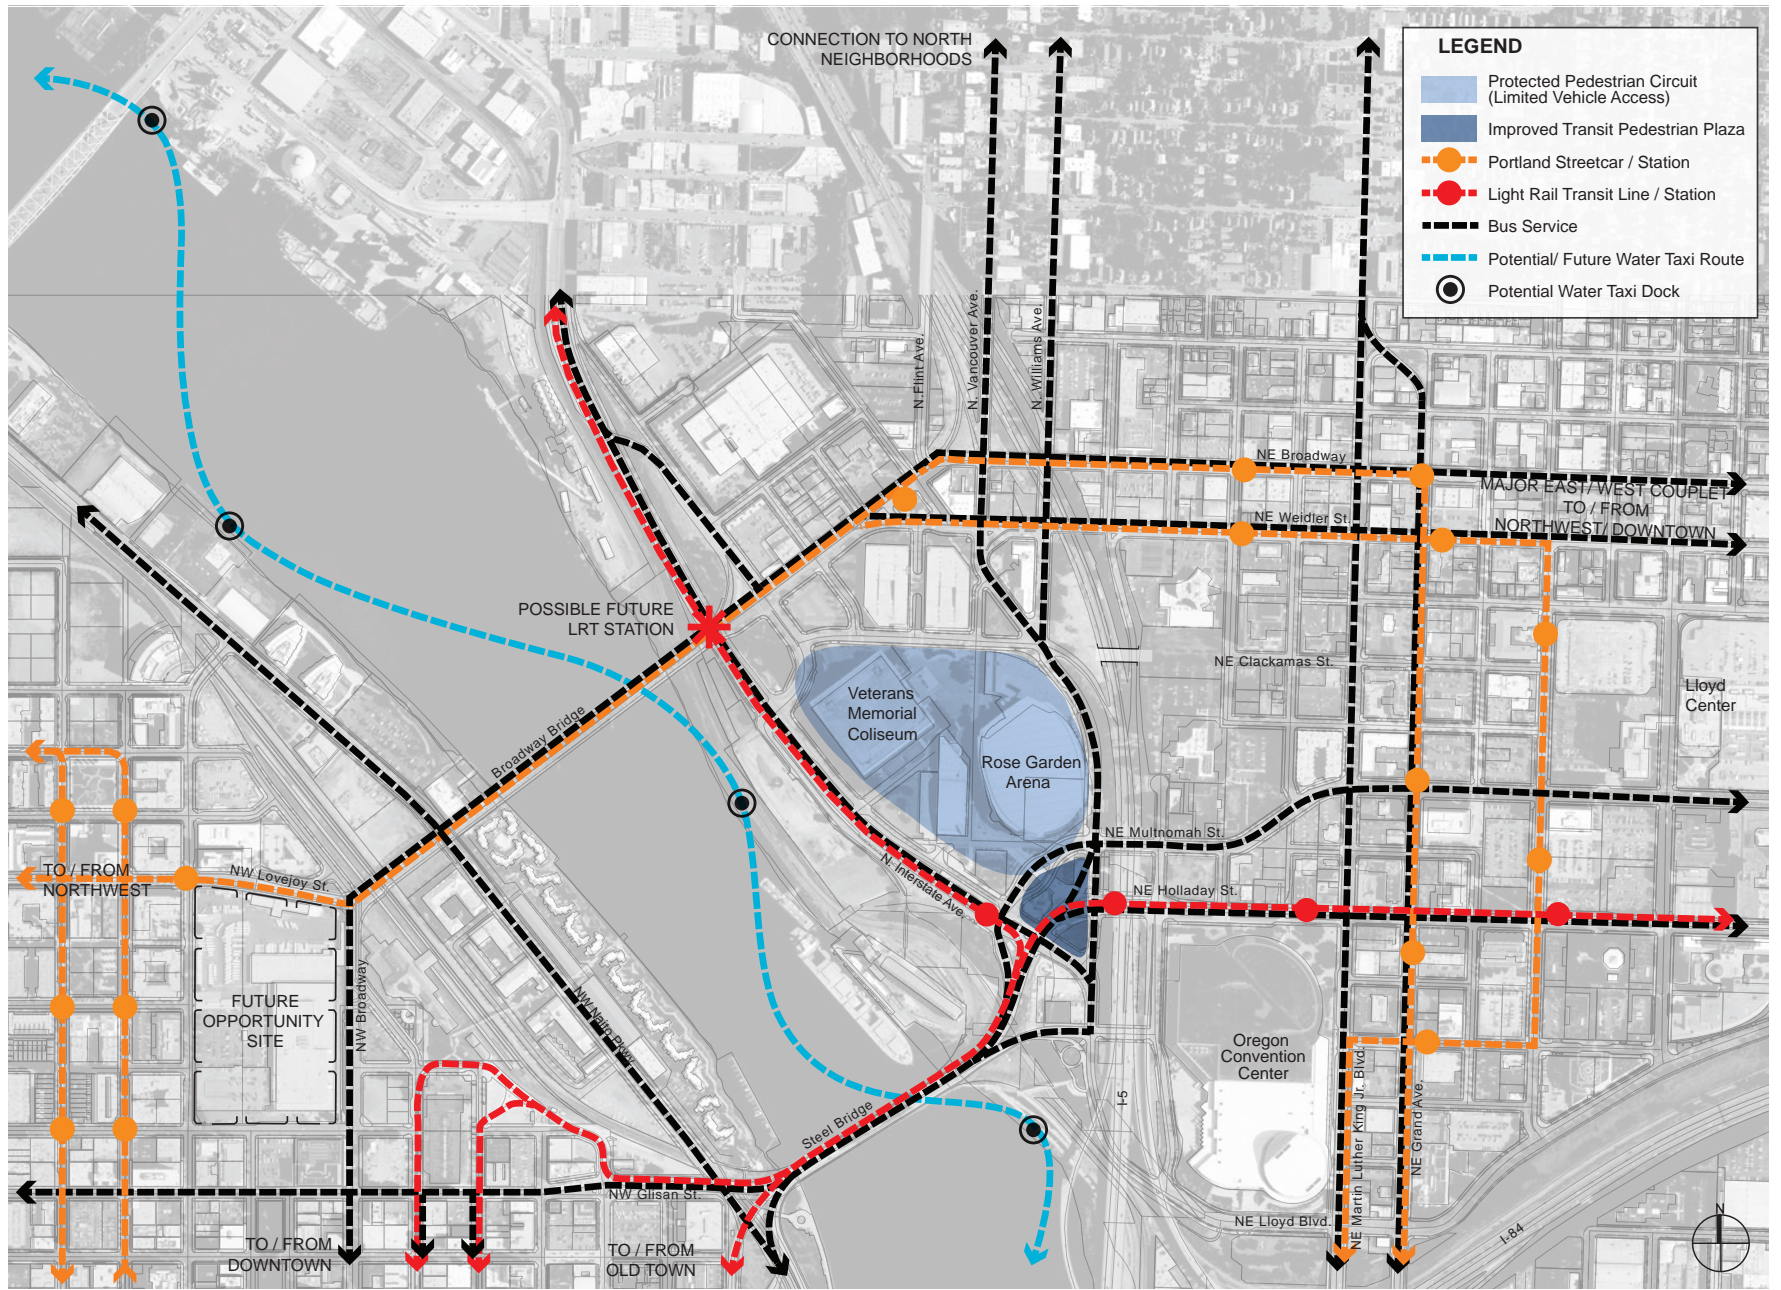 CONNECTION TO NORTH
NEIGHBORHOODS
LEGEND
Protected Pedestrian Circuit
(Limited Vehicle Access)
Improved Transit Pedestrian Plaza
Portland Streetcar / Station
Light Rail Transit Line / Station
Bus Service
Potential/ Future Water Taxi Route
Potential Water Taxi Dock
N.Flint Ave.
N. Vancouver Ave.
N. Williams Ave.
NE Broadway
MAJOR EAST/ WEST COUPLET
TO / FROM
NORTHWEST/ DOWNTOWN
NE Weidler St.
POSSIBLE FUTURE
LRT STATION
NE Clackamas St.
Lloyd
Center
Veterans
Memorial
Coliseum
Rose Garden
Arena
Broadway Bridge
NE Multnomah St.
N. Interstate Ave.
NE Holladay St.
TO / FROM
NORTHWEST
NW Lovejoy St.
FUTURE
OPPORTUNITY
SITE
NW Broadway
NW Naito Pkwy.
Oregon
Convention
Center
I-5
Steel Bridge
NE Martin Luther King Jr. Blvd.
NE Grand Ave.
NW Glisan St.
NE Lloyd Blvd.
I-84
N
TO / FROM
DOWNTOWN
TO / FROM
OLD TOWN